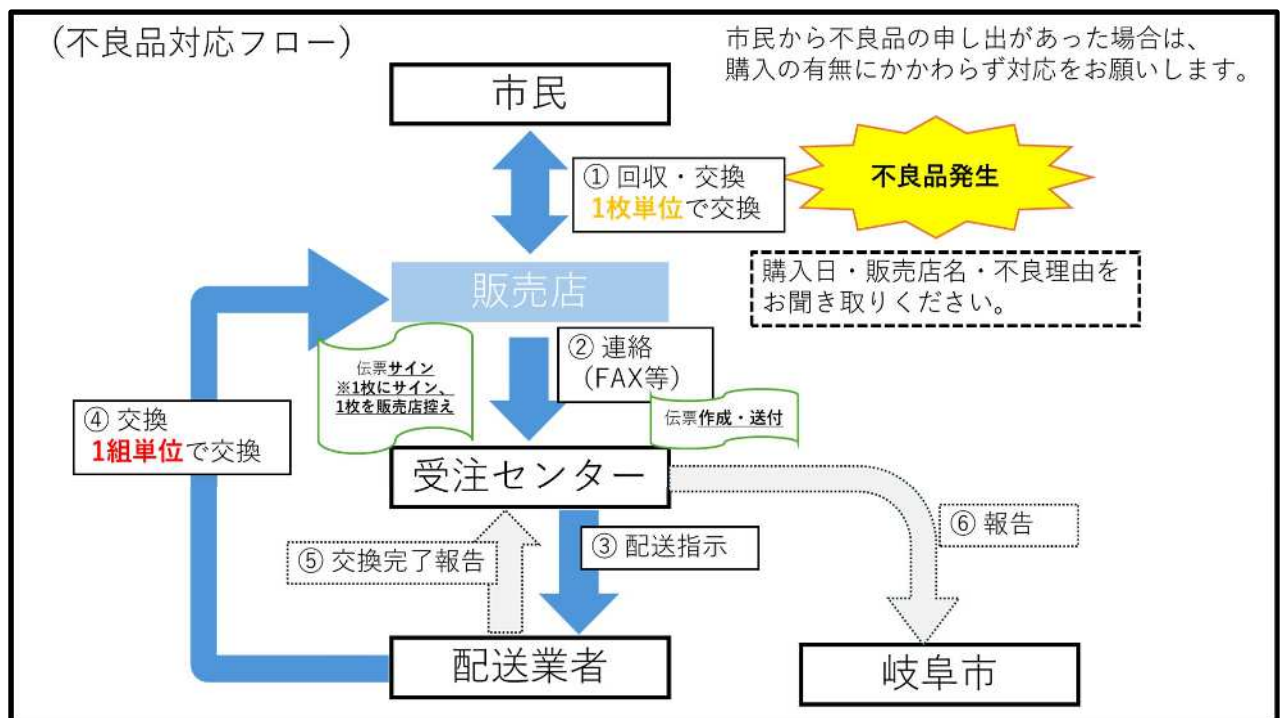 (不良品対応フロー)
市民から不良品の申し出があった場合は、
購入の有無にかかわらず対応をお願いします。
市民
① 回収・交換
1枚単位で交換
不良品発生
購入日・販売店名・不良理由を
お聞き取りください。
販売店
伝票サイン
※1枚にサイン、
1枚を販売店控え
② 連絡
(FAX等)
伝票作成・送付
④ 交換
1組単位で交換
受注センター
⑤ 交換完了報告
③ 配送指示
⑥ 報告
配送業者
岐阜市